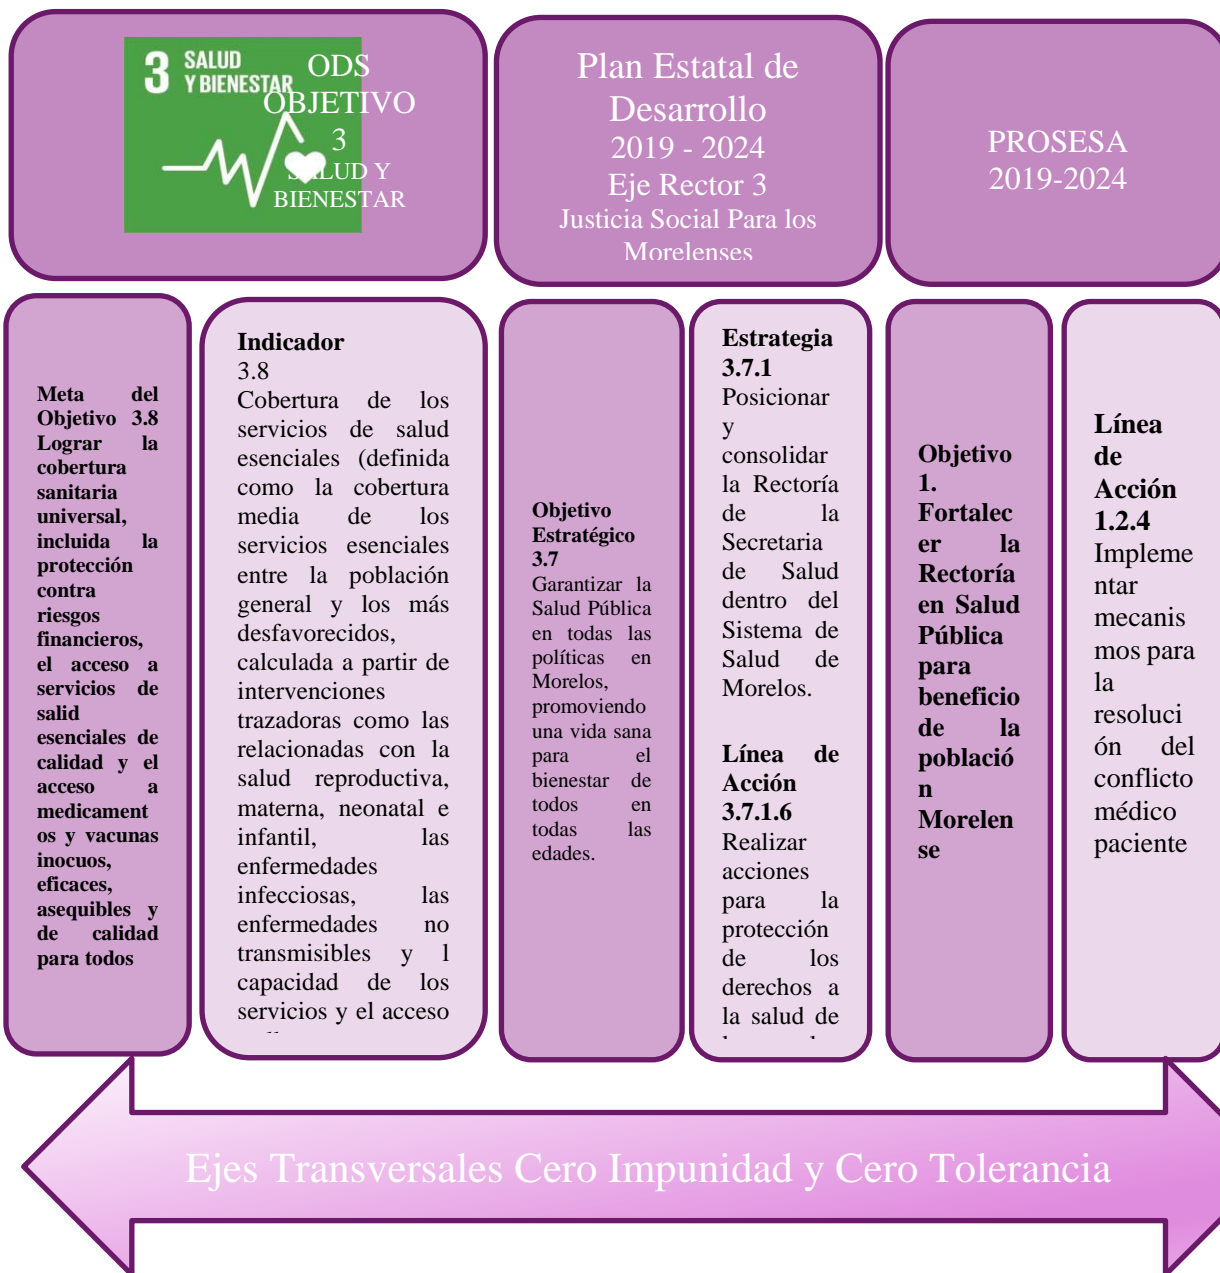 3 SALUD
Y BIENESTAR
ODS
OBJETIVO
3
SALUD Y
BIENESTAR
Plan Estatal de
Desarrollo
2019 - 2024
Eje Rector 3
Justicia Social Para los
Morelenses
PROSESA
2019-2024
Meta del
Objetivo 3.8
Lograr la
cobertura
sanitaria
universal,
incluida la
protección
contra
riesgos
financieros,
el acceso a
servicios de
salid
esenciales de
calidad y el
acceso a
medicament
os y vacunas
inocuos,
eficaces,
asequibles y
de calidad
para todos
Indicador
3.8
Cobertura de los
servicios de salud
esenciales (definida
como la cobertura
media de los
servicios esenciales
entre la población
general y los más
desfavorecidos,
calculada a partir de
intervenciones
trazadoras como las
relacionadas con la
salud reproductiva,
materna, neonatal e
infantil, las
enfermedades
infecciosas, las
enfermedades no
transmisibles y l
capacidad de los
servicios y el acceso
Objetivo
Estratégico
3.7
Garantizar la
Salud Pública
en todas las
políticas en
Morelos,
promoviendo
una vida sana
para el
bienestar de
todos en
todas las
edades.
Estrategia
3.7.1
Posicionar
y
consolidar
la Rectoría
de la
Secretaria
de Salud
dentro del
Sistema de
Salud de
Morelos.
Línea de
Acción
3.7.1.6
Realizar
acciones
para la
protección
de los
derechos a
la salud de
Objetivo
1.
Fortalec
er la
Rectoría
en Salud
Pública
para
beneficio
de la
població
n
Morelen
se
Línea
de
Acción
1.2.4
Impleme
ntar
mecanis
mos para
la
resoluci
ón del
conflicto
médico
paciente
Ejes Transversales Cero Impunidad y Cero Tolerancia